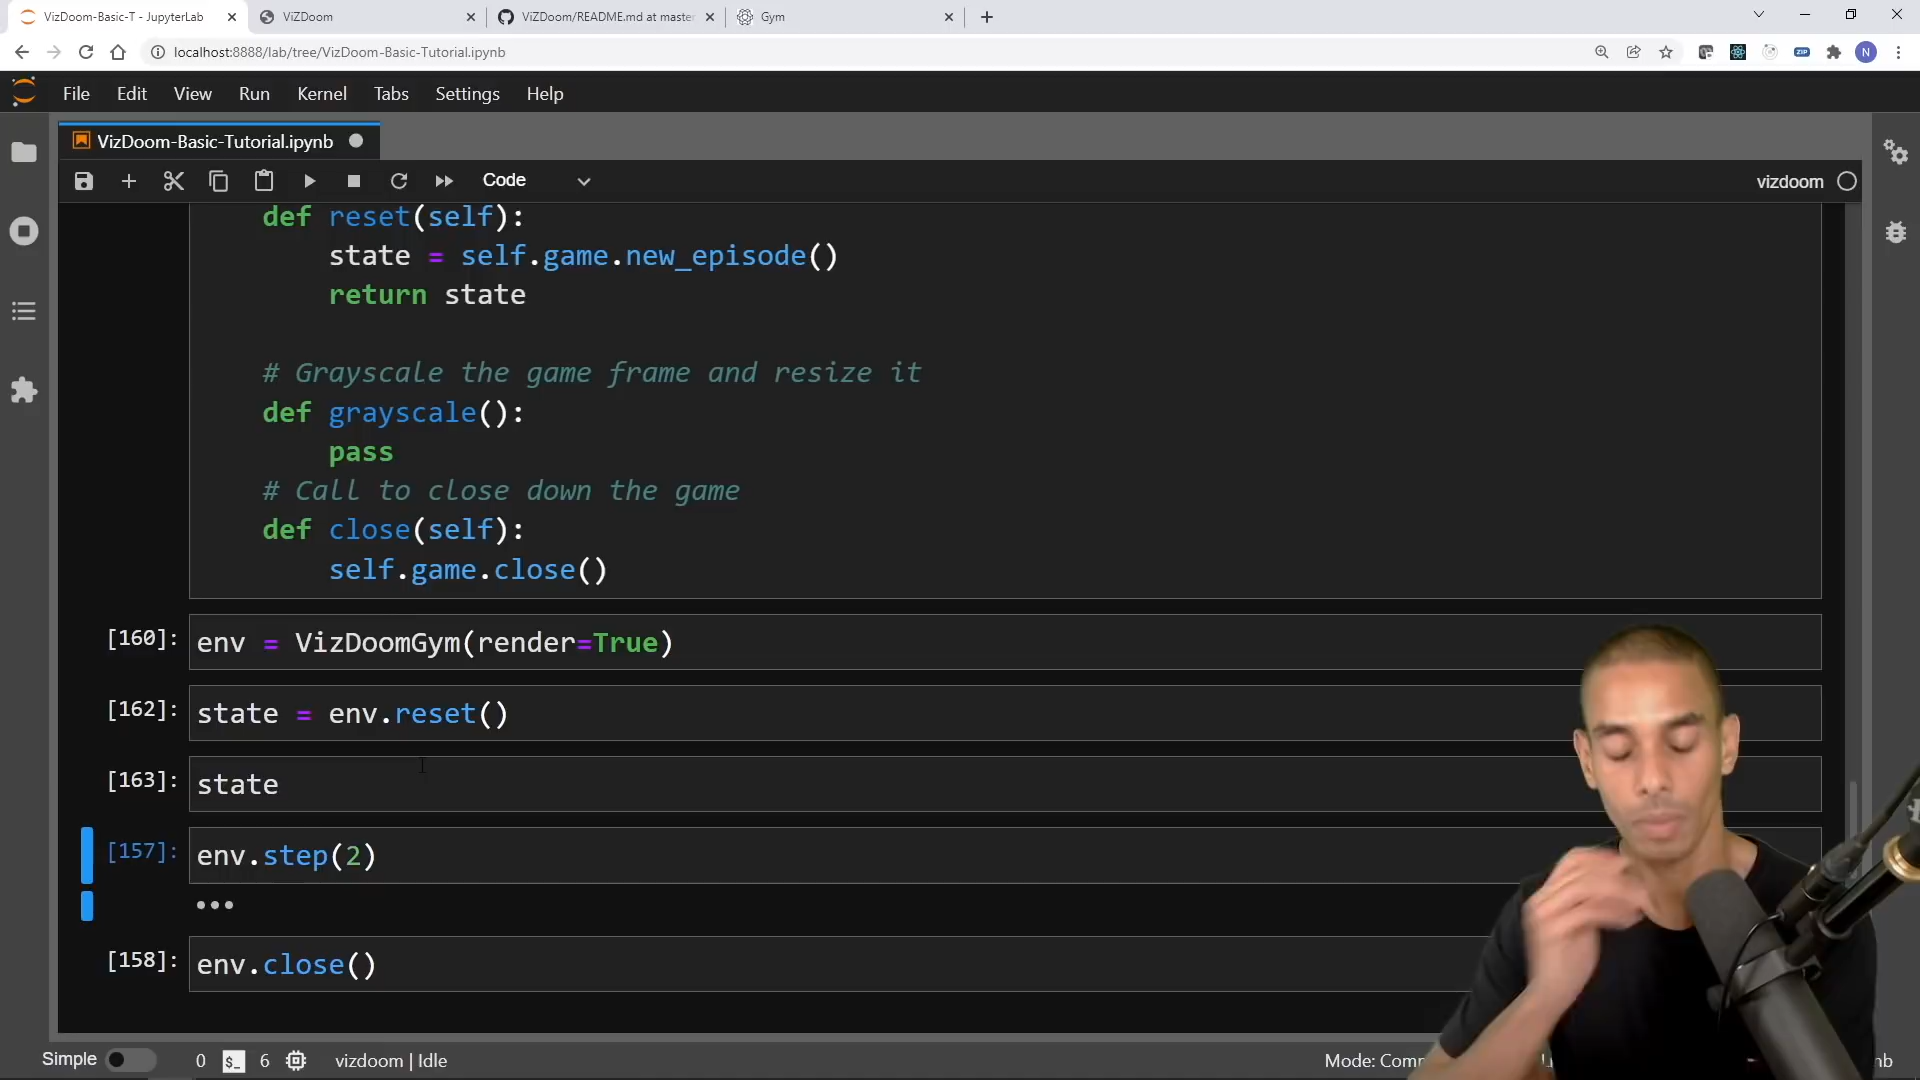 VizDoom-Basic-T - JupyterLab
ViZDoom
ViZDoom/README.md at master
Gym
localhost:8888/lab/tree/VizDoom-Basic-Tutorial.ipynb
ZIP
N
File Edit View Run Kernel Tabs Settings Help
VizDoom-Basic-Tutorial.ipynb
Code
vizdoom
def reset(self):
state = self.game.new_episode()
return state
# Grayscale the game frame and resize it
def grayscale():
pass
# Call to close down the game
def close(self):
self.game.close()
[160]: env = VizDoomGym(render=True)
[162]: state = env.reset()
[163]: state
[157]: env.step(2)
[158]: env.close()
Simple 0 $_ 6 vizdoom | Idle